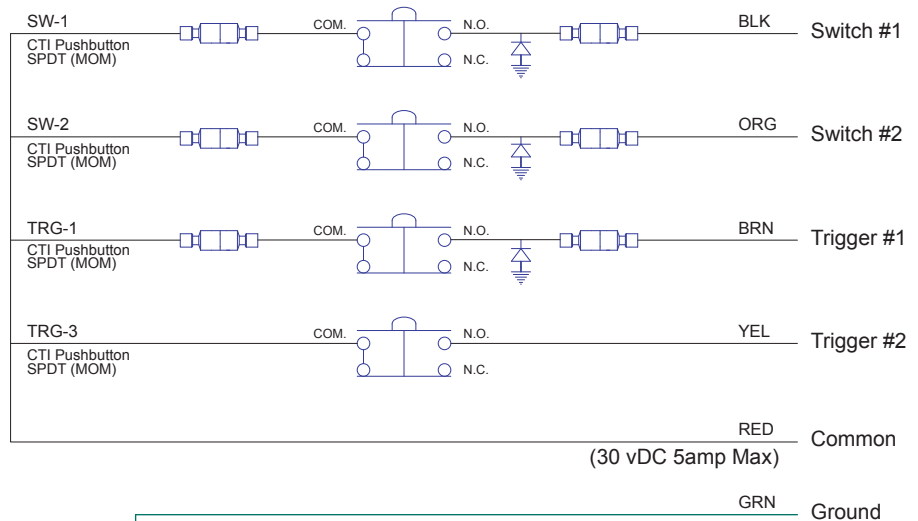 SW-1 COM. N.O. BLK Switch #1
CTI Pushbutton
SPDT (MOM) N.C.
SW-2 COM. N.O. ORG Switch #2
CTI Pushbutton
SPDT (MOM) N.C.
TRG-1 COM. N.O. BRN Trigger #1
CTI Pushbutton
SPDT (MOM) N.C.
TRG-3 COM. N.O. YEL Trigger #2
CTI Pushbutton
SPDT (MOM) N.C.
RED Common
(30 vDC 5amp Max)
GRN Ground